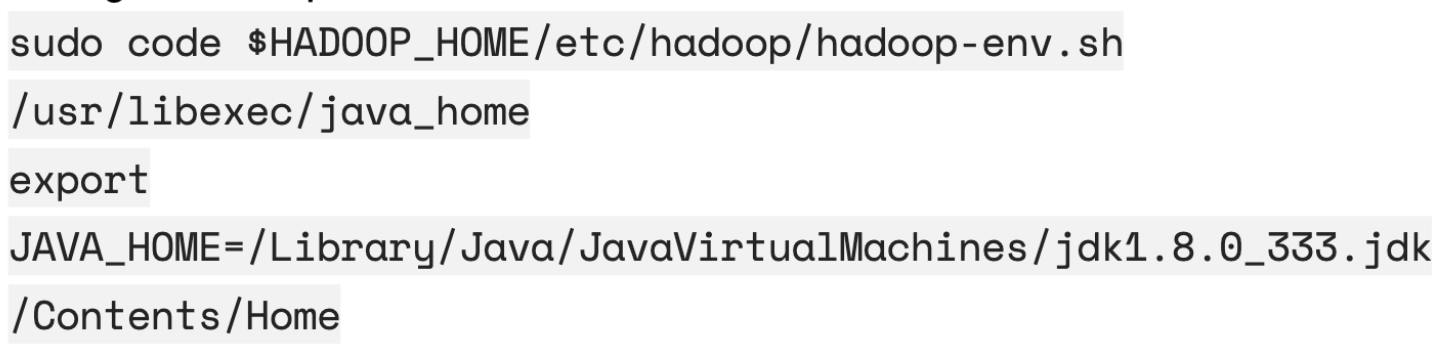 sudo code $HADOOP_HOME/etc/hadoop/hadoop-env.sh
/usr/libexec/java_home
export
JAVA_HOME=/Library/Java/JavaVirtualMachines/jdk1.8.0_333.jdk
/Contents/Home